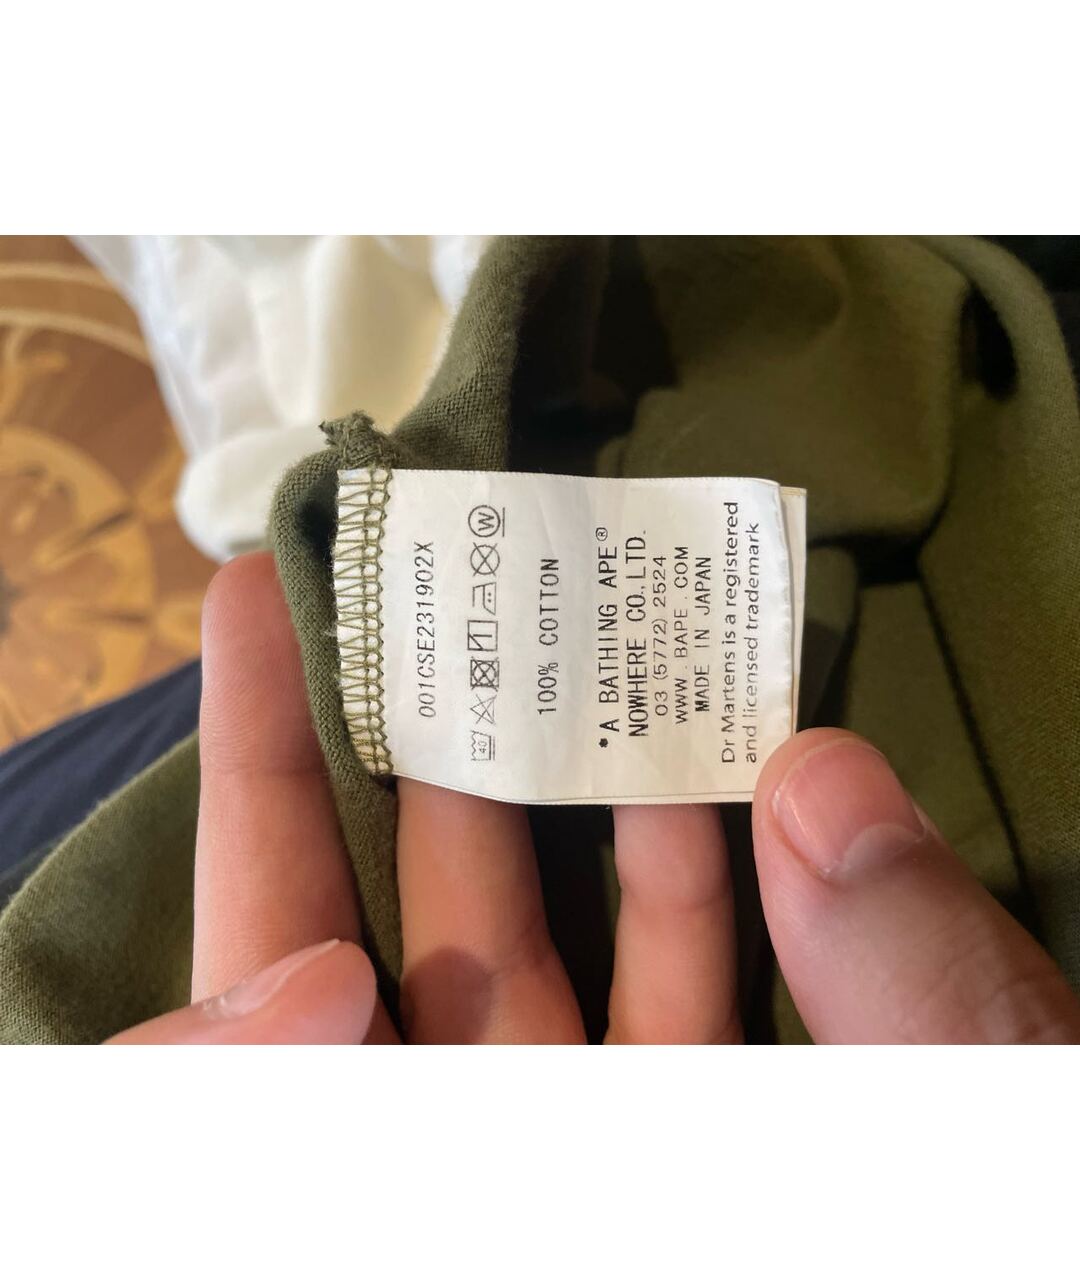 001CSE231902X
40 W
100% COTTON
* A BATHING APE®
NOWHERE CO., LTD.
03 (5772) 2524
WWW . BAPE . COM
MADE IN JAPAN
Dr Martens is a registered
and licensed trademark